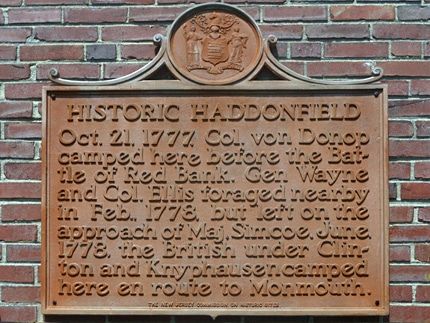 HISTORIC HADDONFIELD
Oct. 21, 1777, Col. von Donop
camped here before the Bat-
tle of Red Bank. Gen. Wayne
and Col. Ellis foraged nearby
in Feb., 1778, but left on the
approach of Maj. Simcoe. June
1778, the British under Clin-
ton and Knyphausen camped
here en route to Monmouth.
THE NEW JERSEY COMMISSION ON HISTORIC SITES